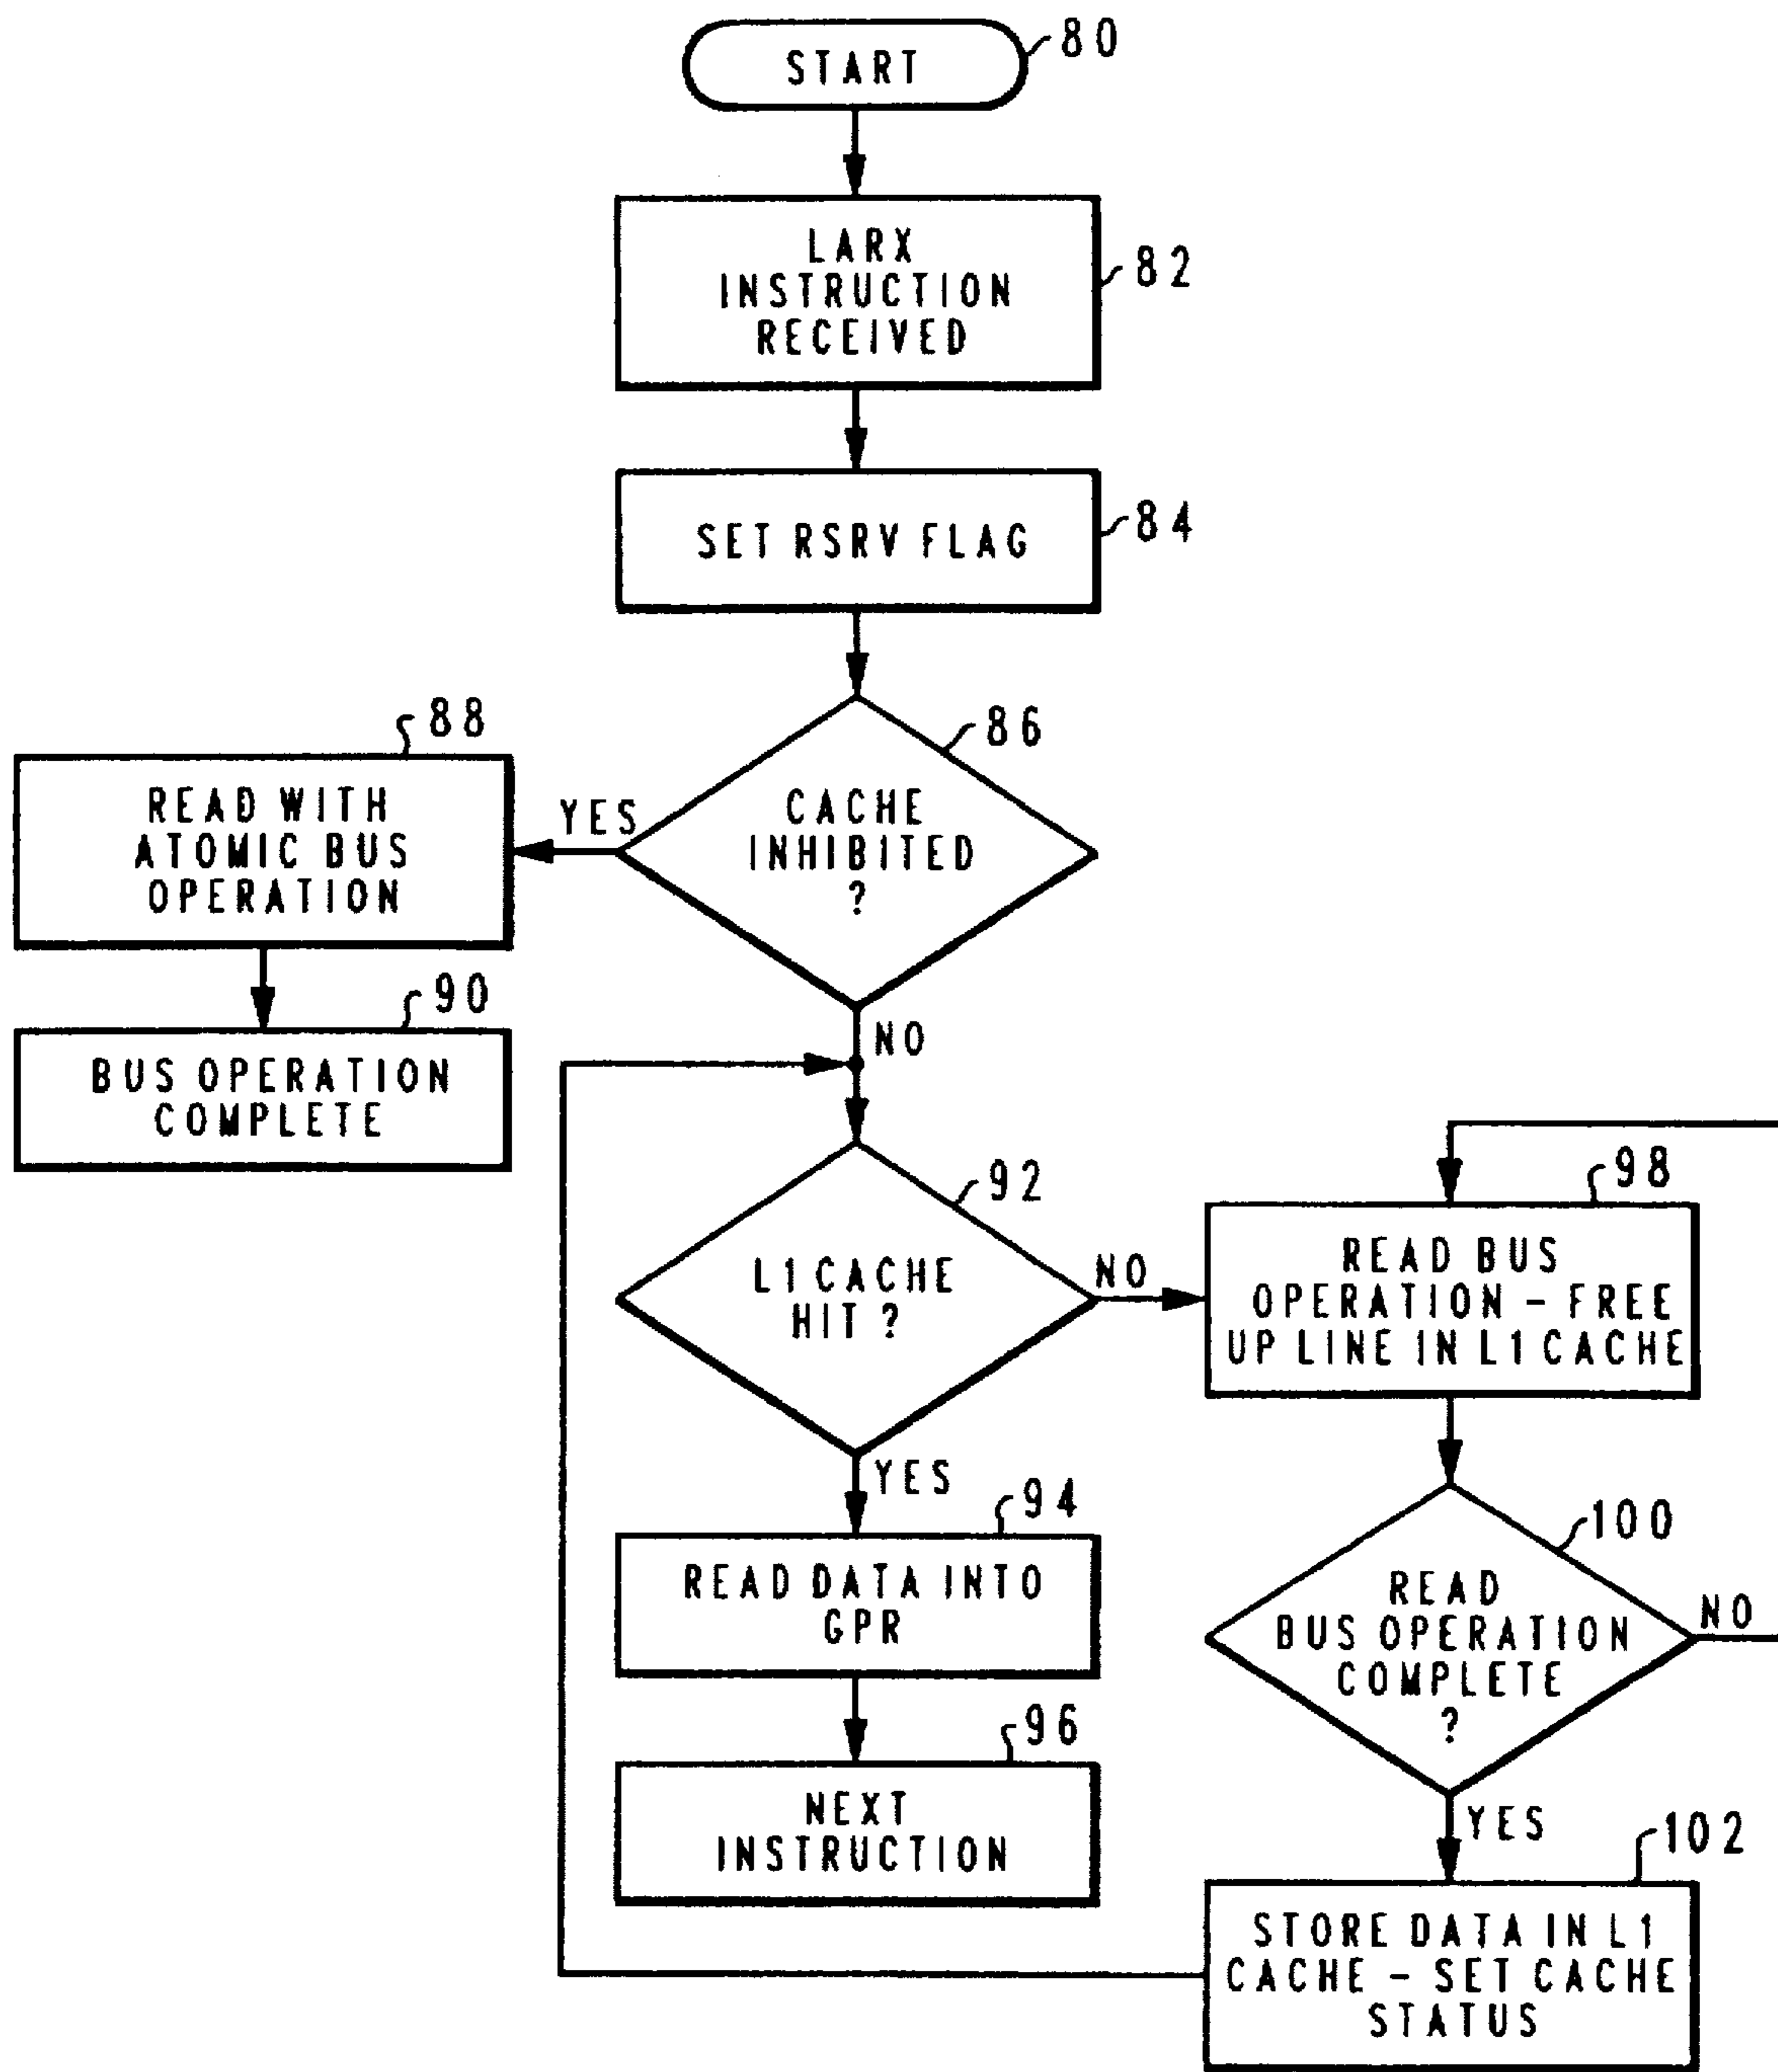 START
80
LARX
INSTRUCTION
RECEIVED
82
SET RSRV FLAG
84
CACHE
INHIBITED
?
86
YES
88
READ WITH
ATOMIC BUS
OPERATION
90
BUS OPERATION
COMPLETE
NO
L1 CACHE
HIT ?
92
NO
98
READ BUS
OPERATION – FREE
UP LINE IN L1 CACHE
YES
94
READ DATA INTO
GPR
96
NEXT
INSTRUCTION
100
READ
BUS OPERATION
COMPLETE
?
NO
YES
102
STORE DATA IN L1
CACHE – SET CACHE
STATUS